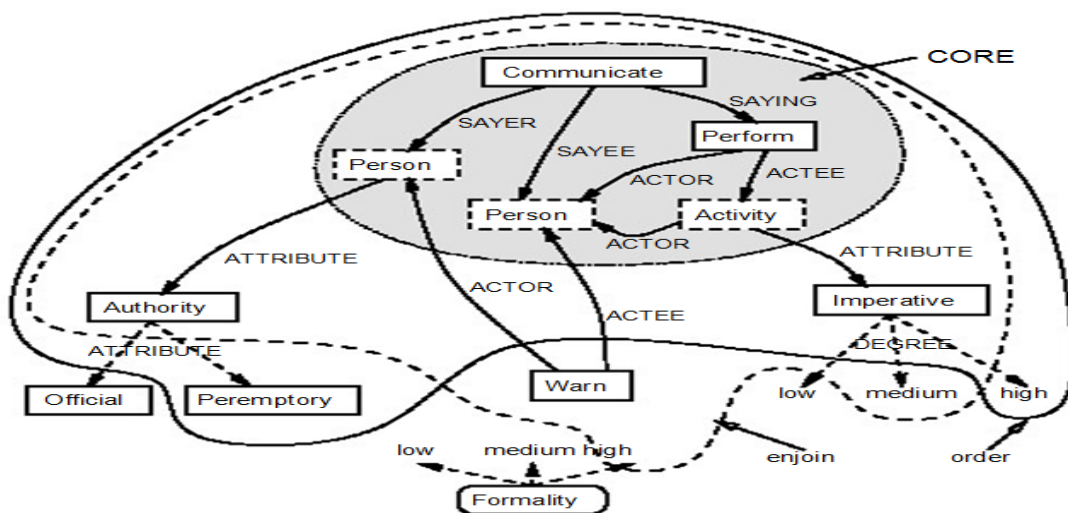 CORE
Communicate
SAYING
SAYER
Perform
Person
SAYEE
ACTOR
ACTEE
Person
Activity
ACTOR
ATTRIBUTE
ATTRIBUTE
ACTOR
Authority
Imperative
ACTEE
ATTRIBUTE
DEGREE
Official
Peremptory
Warn
low
medium
high
low
medium high
enjoin
order
Formality